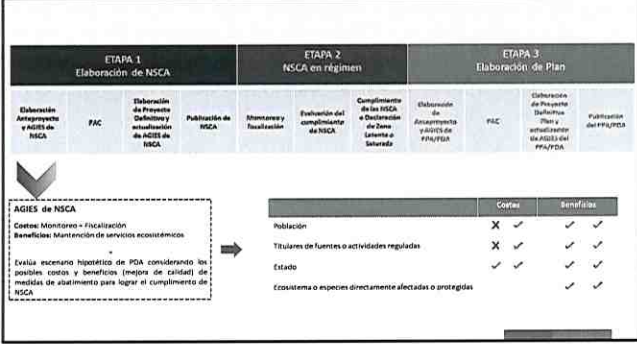 ETAPA 1
Elaboración de NSCA
ETAPA 2
NSCA en régimen
ETAPA 3
Elaboración de Plan
Elaboración
Anteproyecto
y AGIES de
NSCA
PAC
Elaboración
de Proyecto
Definitivo y
actualización
de AGIES de
NSCA
Publicación de
NSCA
Monitoreo y
fiscalización
Evaluación del
cumplimiento
de NSCA
Cumplimiento
de las NSCA
o Declaración
de Zona
Latente o
Saturada
Elaboración
de
Anteproyecto
y AGIES de
PPA/PDA
PAC
Elaboración
de Proyecto
Definitivo
Plan y
actualización
de AGIES del
PPA/PDA
Publicación
del PPA/PDA
AGIES de NSCA
Costos: Monitoreo + Fiscalización
Beneficios: Mantención de servicios ecosistémicos
+
Evalúa escenario hipotético de PDA considerando los
posibles costos y beneficios (mejora de calidad) de
medidas de abatimiento para lograr el cumplimiento de
NSCA
Costos Beneficios
Población X ✓ ✓ ✓
Titulares de fuentes o actividades reguladas X ✓ ✓ ✓
Estado ✓ ✓ ✓ ✓
Ecosistema o especies directamente afectadas o protegidas ✓ ✓